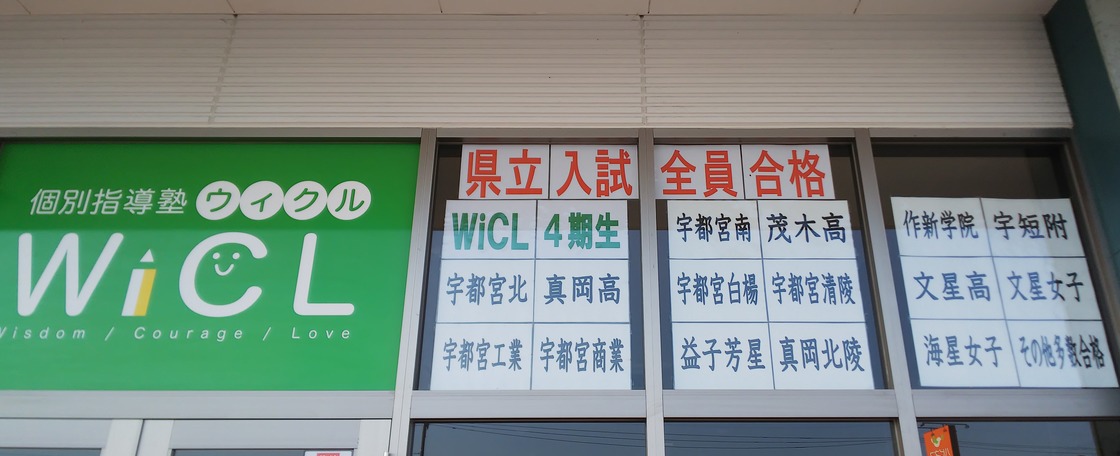 個別指導塾 ウィクル
WiCL
Wisdom / Courage / Love
県立入試 全員合格
WiCL 4期生
宇都宮北 真岡高
宇都宮工業 宇都宮商業
宇都宮南 茂木高
宇都宮白楊 宇都宮清陵
益子芳星 真岡北陵
作新学院 宇短附
文星高 文星女子
海星女子 その他多数合格